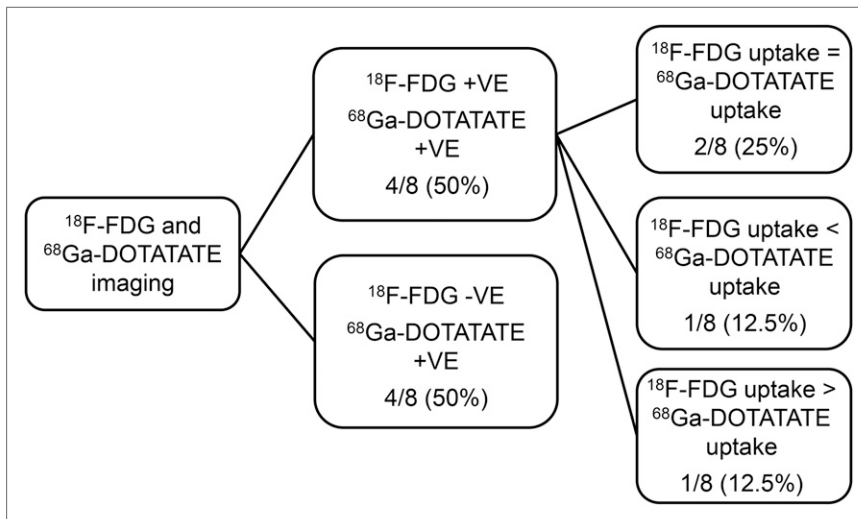 ¹⁸F-FDG and
⁶⁸Ga-DOTATATE
imaging
¹⁸F-FDG +VE
⁶⁸Ga-DOTATATE
+VE
4/8 (50%)
¹⁸F-FDG -VE
⁶⁸Ga-DOTATATE
+VE
4/8 (50%)
¹⁸F-FDG uptake =
⁶⁸Ga-DOTATATE
uptake
2/8 (25%)
¹⁸F-FDG uptake <
⁶⁸Ga-DOTATATE
uptake
1/8 (12.5%)
¹⁸F-FDG uptake >
⁶⁸Ga-DOTATATE
uptake
1/8 (12.5%)